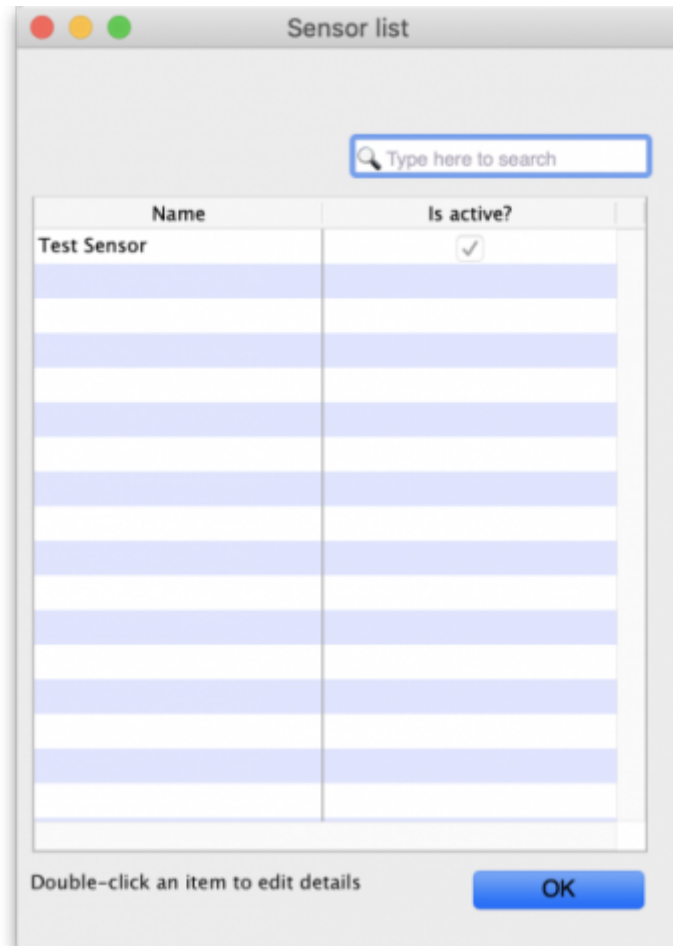 Sensor list
Type here to search
Name Is active?
Test Sensor
Double-click an item to edit details
OK